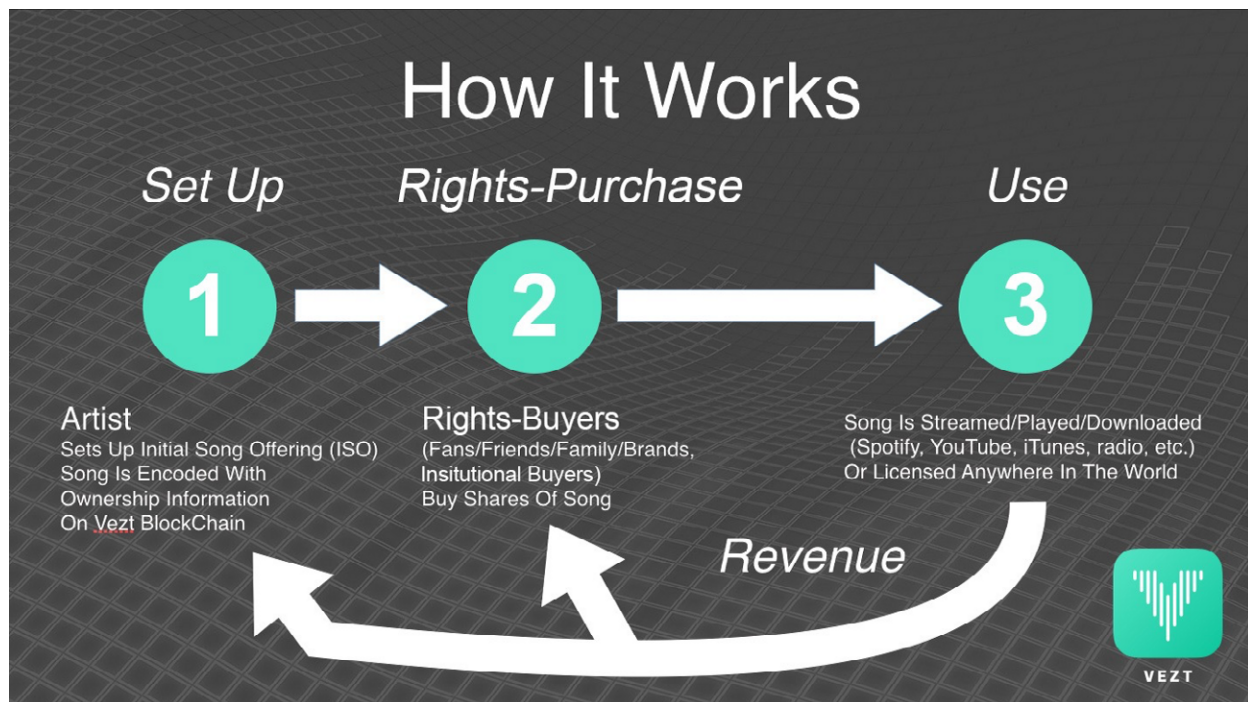 How It Works
Set Up
Rights-Purchase
Use
1
2
3
Artist
Sets Up Initial Song Offering (ISO)
Song Is Encoded With
Ownership Information
On Vezt BlockChain
Rights-Buyers
(Fans/Friends/Family/Brands,
Insitutional Buyers)
Buy Shares Of Song
Song Is Streamed/Played/Downloaded
(Spotify, YouTube, iTunes, radio, etc.)
Or Licensed Anywhere In The World
Revenue
VEZT